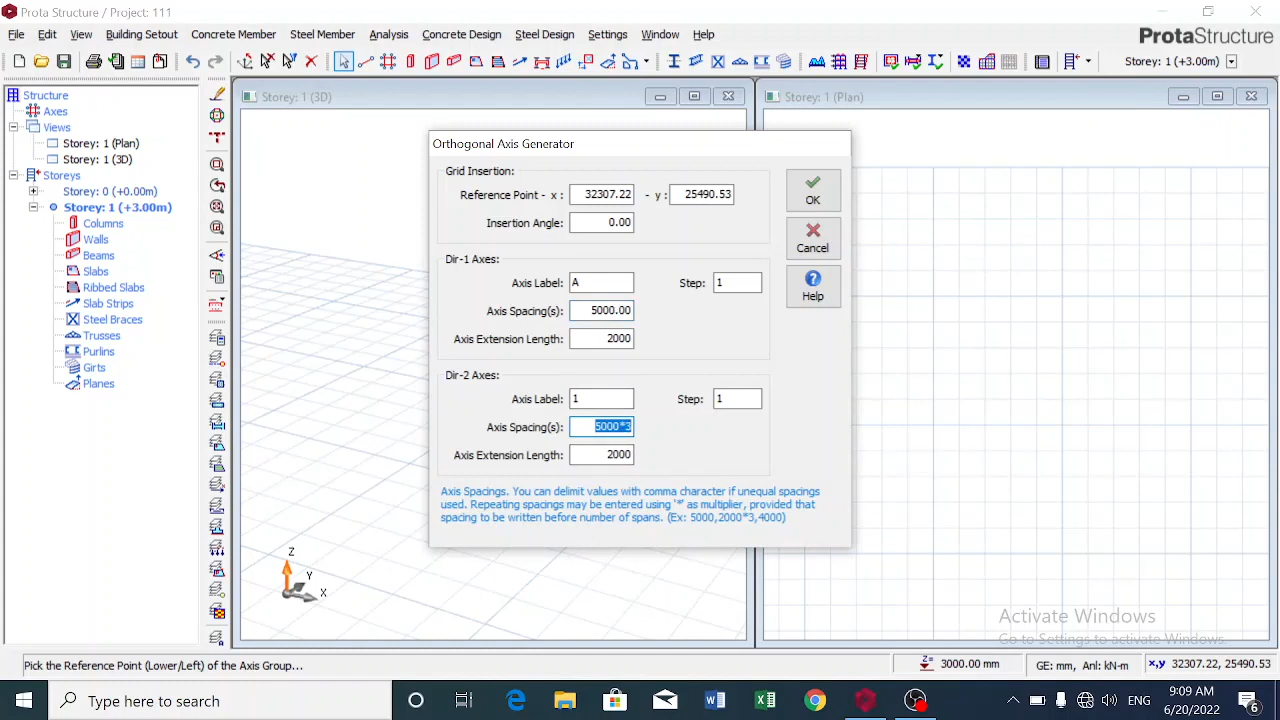 Prota Structure / Project: 111
File Edit View Building Setout Concrete Member Steel Member Analysis Concrete Design Steel Design Settings Window Help
ProtaStructure
Storey: 1 (+3.00m)
Structure
Axes
Views
Storey: 1 (Plan)
Storey: 1 (3D)
Storeys
Storey: 0 (+0.00m)
Storey: 1 (+3.00m)
Columns
Walls
Beams
Slabs
Ribbed Slabs
Slab Strips
Steel Braces
Trusses
Purlins
Girts
Planes
Storey: 1 (3D)
Storey: 1 (Plan)
Orthogonal Axis Generator
Grid Insertion:
Reference Point - x : 32307.22 - y : 25490.53
Insertion Angle: 0.00
Dir-1 Axes:
Axis Label: A Step: 1
Axis Spacing(s): 5000.00
Axis Extension Length: 2000
Dir-2 Axes:
Axis Label: 1 Step: 1
Axis Spacing(s): 5000*3
Axis Extension Length: 2000
Axis Spacings. You can delimit values with comma character if unequal spacings
used. Repeating spacings may be entered using '*' as multiplier, provided that
spacing to be written before number of spans. (Ex: 5000,2000*3,4000)
OK
Cancel
Help
Z
Y
X
Activate Windows
Go to Settings to activate Windows.
Pick the Reference Point (Lower/Left) of the Axis Group...
Z= 3000.00 mm
GE: mm, Anl: kN-m
x,y 32307.22, 25490.53
Type here to search
ENG
9:09 AM
6/20/2022